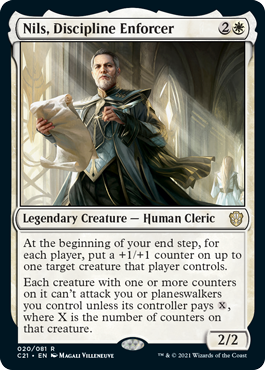 Nils, Discipline Enforcer 2
Legendary Creature — Human Cleric
At the beginning of your end step, for
each player, put a +1/+1 counter on up to
one target creature that player controls.
Each creature with one or more counters
on it can't attack you or planeswalkers
you control unless its controller pays X,
where X is the number of counters on
that creature.
2/2
020/081 R
C21 • EN MAGALI VILLENEUVE
™ & © 2021 Wizards of the Coast